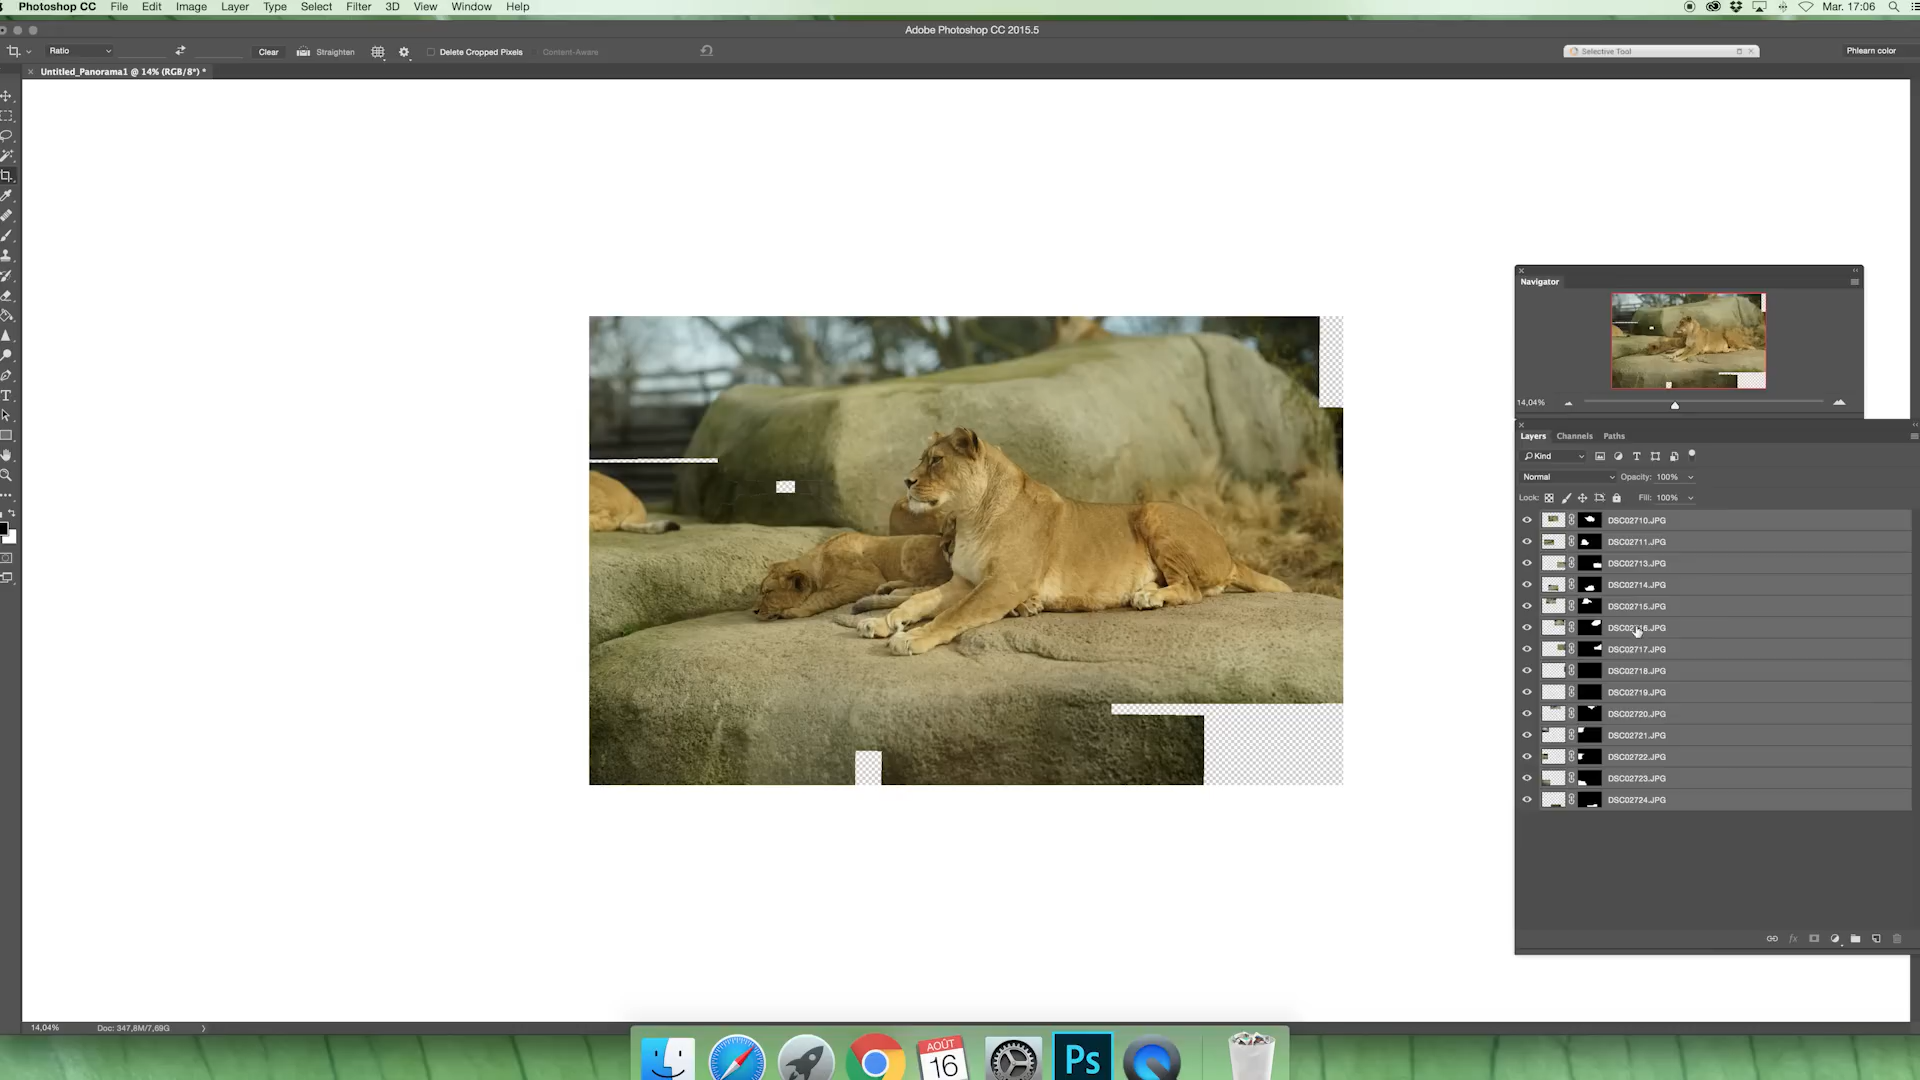 Photoshop CC File Edit Image Layer Type Select Filter 3D View Window Help Mar. 17:06
Adobe Photoshop CC 2015.5
Ratio Clear Straighten Delete Cropped Pixels Content-Aware Selective Tool Phlearn color
Untitled_Panorama1 @ 14% (RGB/8*) *
Navigator
14,04%
Layers Channels Paths
Kind
Normal Opacity: 100%
Lock: Fill: 100%
DSC02710.JPG
DSC02711.JPG
DSC02713.JPG
DSC02714.JPG
DSC02715.JPG
DSC02716.JPG
DSC02717.JPG
DSC02718.JPG
DSC02719.JPG
DSC02720.JPG
DSC02721.JPG
DSC02722.JPG
DSC02723.JPG
DSC02724.JPG
fx
14,04% Doc: 347,8M/7,69G
AOÛT
16
Ps